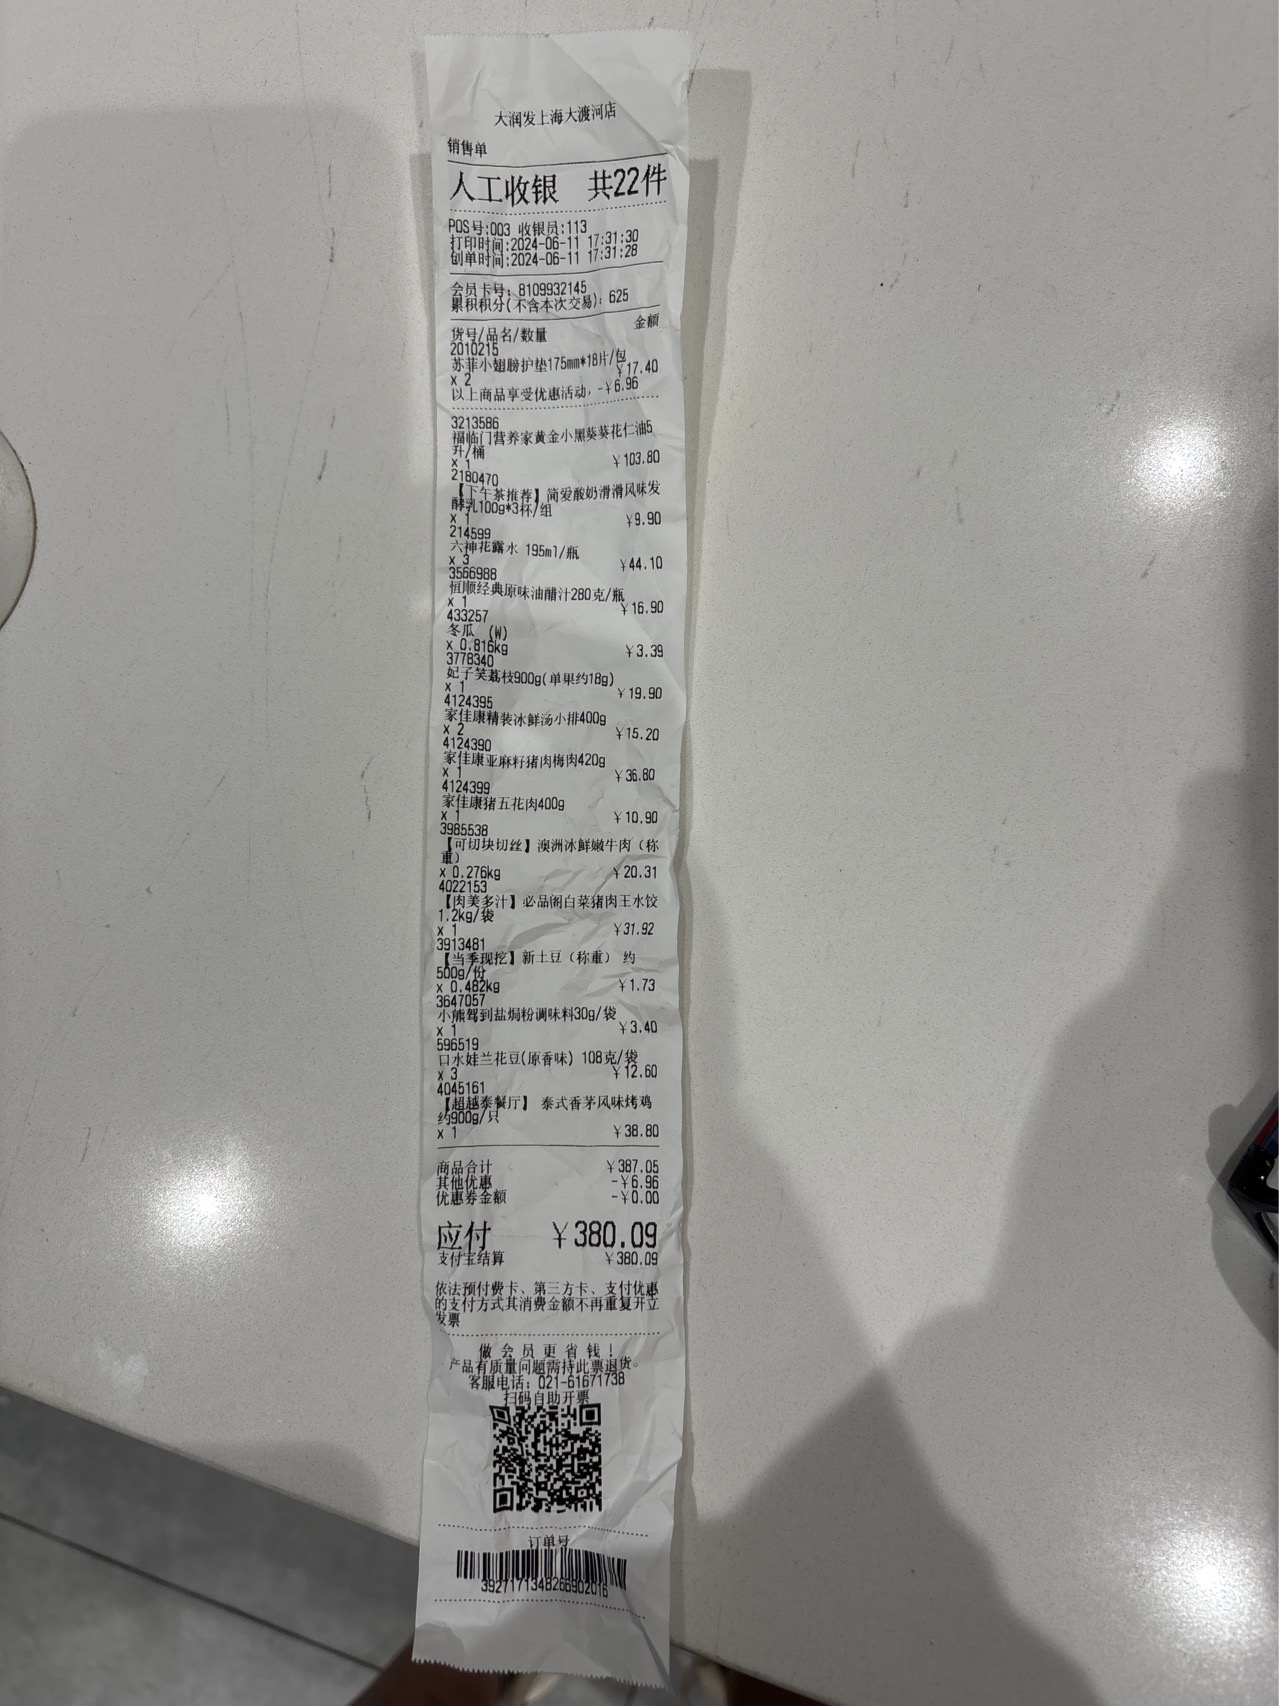 大润发上海大渡河店
销售单
人工收银 共22件
POS号:003 收银员:113
打印时间:2024-06-11 17:31:30
创单时间:2024-06-11 17:31:28
会员卡号: 8109932145
累积积分(不含本次交易): 625
货号/品名/数量 金额
2010215
苏菲小翅膀护垫175mm*18片/包
x 2 ¥17.40
以上商品享受优惠活动, -¥6.96
3213586
福临门营养家黄金小黑葵葵花仁油5
升/桶
x 1 ¥103.80
2180470
【下午茶推荐】简爱酸奶滑滑风味发
酵乳100g*3杯/组
x 1 ¥9.90
214599
六神花露水 195ml/瓶
x 3 ¥44.10
3566988
恒顺经典原味油醋汁280克/瓶
x 1 ¥16.90
433257
冬瓜 (W)
x 0.816kg ¥3.39
3778340
妃子笑荔枝900g(单果约18g)
x 1 ¥19.90
4124395
家佳康精装冰鲜汤小排400g
x 2 ¥15.20
4124390
家佳康亚麻籽猪肉梅肉420g
x 1 ¥36.80
4124399
家佳康猪五花肉400g
x 1 ¥10.90
3985538
【可切块切丝】澳洲冰鲜嫩牛肉（称
重）
x 0.276kg ¥20.31
4022153
【肉美多汁】必品阁白菜猪肉王水饺
1.2kg/袋
x 1 ¥31.92
3913481
【当季现挖】新土豆（称重） 约
500g/份
x 0.482kg ¥1.73
3647057
小熊驾到盐焗粉调味料30g/袋
x 1 ¥3.40
596519
口水娃兰花豆(原香味) 108克/袋
x 3 ¥12.60
4045161
【超越泰餐厅】 泰式香茅风味烤鸡
约900g/只
x 1 ¥38.80
商品合计 ¥387.05
其他优惠 -¥6.96
优惠券金额 -¥0.00
应付 ¥380.09
支付宝结算 ¥380.09
依法预付费卡、第三方卡、支付优惠
的支付方式其消费金额不再重复开立
发票
做会员更省钱!
产品有质量问题需持此票退货。
客服电话: 021-61671738
扫码自助开票
订单号
3927171348266902016